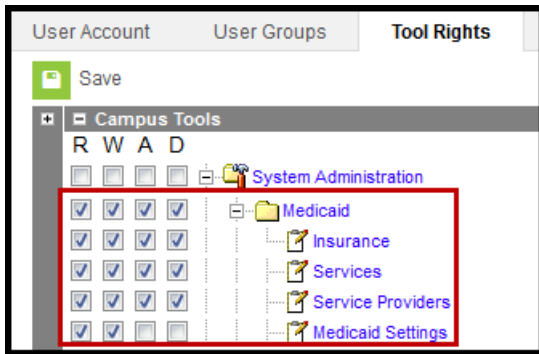 User Account User Groups Tool Rights
Save
Campus Tools
R W A D
System Administration
Medicaid
Insurance
Services
Service Providers
Medicaid Settings